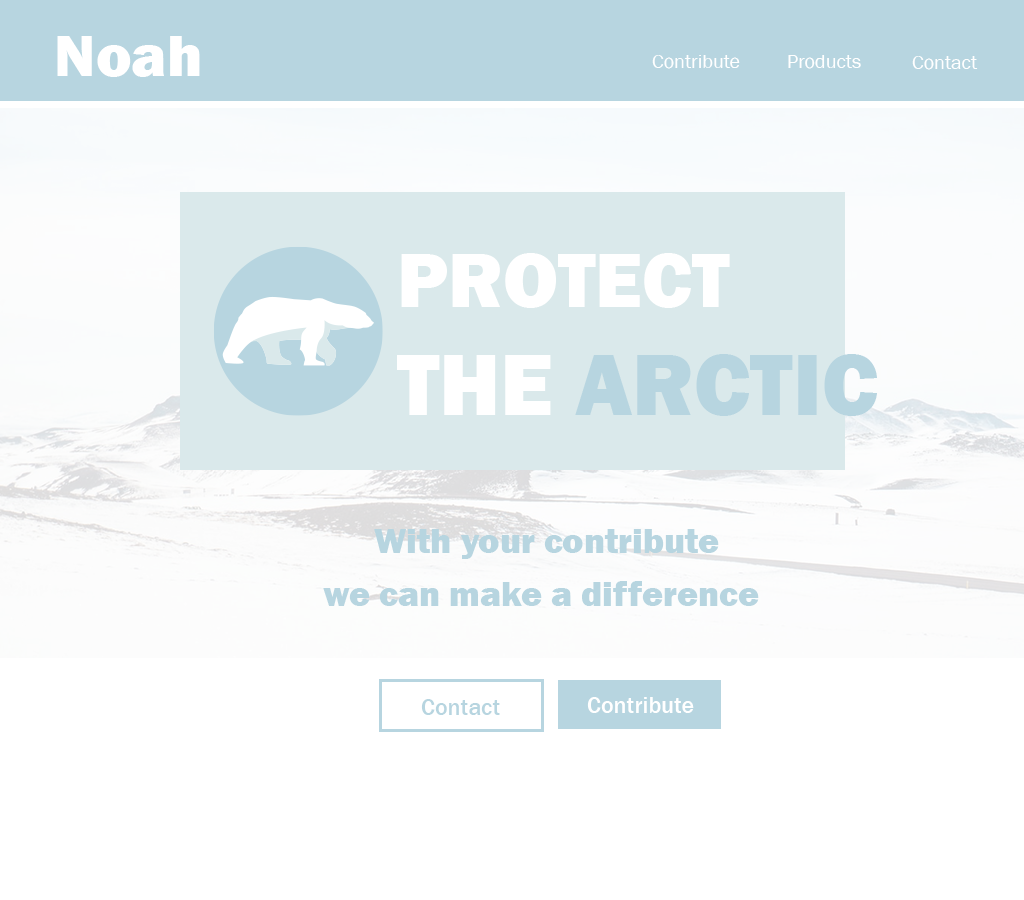 Noah
Contribute Products Contact
PROTECT
THE ARCTIC
With your contribute
we can make a difference
Contact Contribute